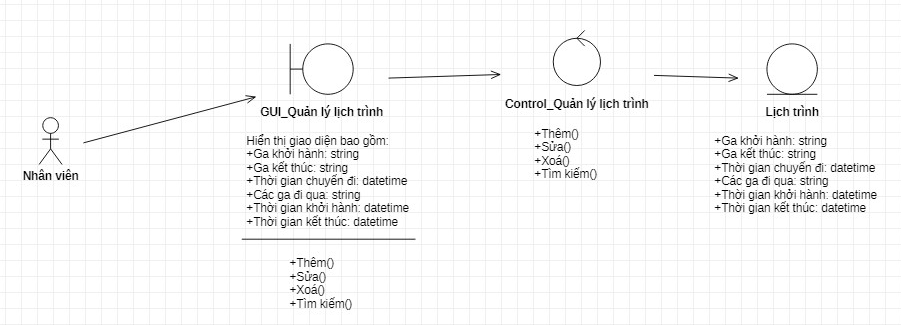 Nhân viên
GUI_Quản lý lịch trình
Hiển thị giao diện bao gồm:
+Ga khởi hành: string
+Ga kết thúc: string
+Thời gian chuyến đi: datetime
+Các ga đi qua: string
+Thời gian khởi hành: datetime
+Thời gian kết thúc: datetime
+Thêm()
+Sửa()
+Xoá()
+Tìm kiếm()
Control_Quản lý lịch trình
+Thêm()
+Sửa()
+Xoá()
+Tìm kiếm()
Lịch trình
+Ga khởi hành: string
+Ga kết thúc: string
+Thời gian chuyến đi: datetime
+Các ga đi qua: string
+Thời gian khởi hành: datetime
+Thời gian kết thúc: datetime